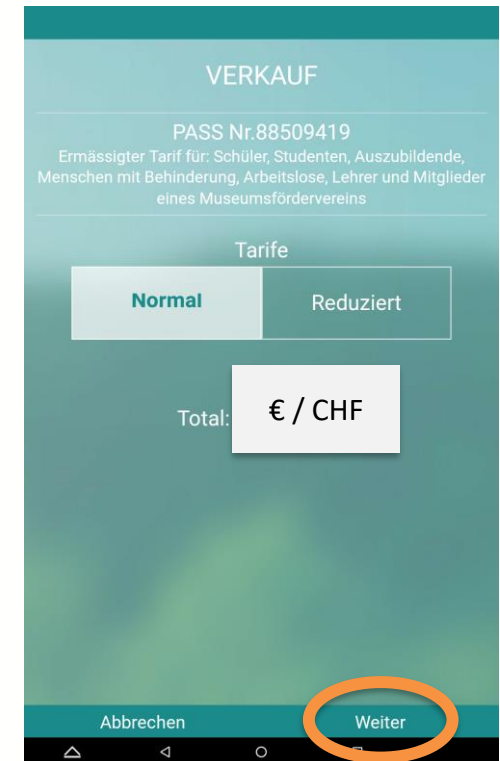 VERKAUF
PASS Nr.88509419
Ermässigter Tarif für: Schüler, Studenten, Auszubildende,
Menschen mit Behinderung, Arbeitslose, Lehrer und Mitglieder
eines Museumsfördervereins
Tarife
Normal Reduziert
Total: € / CHF
Abbrechen Weiter